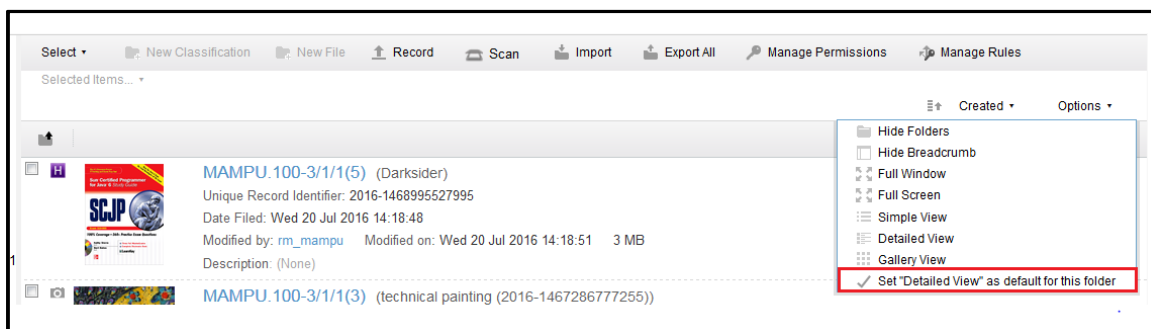 Select New Classification New File Record Scan Import Export All Manage Permissions Manage Rules
Selected Items...
Created Options
Hide Folders
Hide Breadcrumb
Full Window
Full Screen
Simple View
Detailed View
Gallery View
Set "Detailed View" as default for this folder
H
SCJP
MAMPU.100-3/1/1(5) (Darksider)
Unique Record Identifier: 2016-1468995527995
Date Filed: Wed 20 Jul 2016 14:18:48
Modified by: rm_mampu Modified on: Wed 20 Jul 2016 14:18:51 3 MB
Description: (None)
1
MAMPU.100-3/1/1(3) (technical painting (2016-1467286777255))